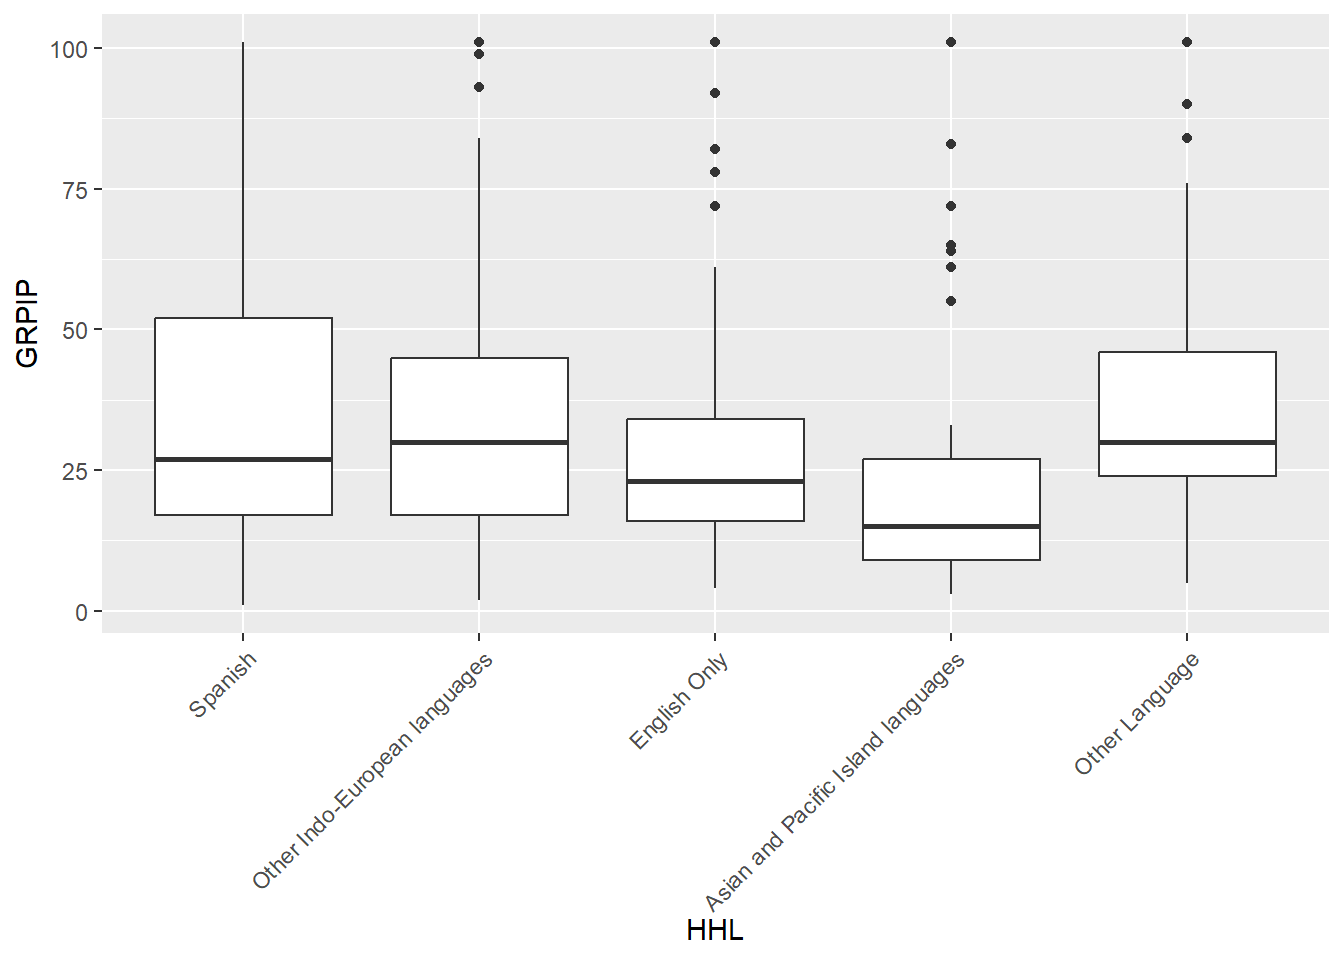 100
75
50
25
0
GRPIP
Spanish
Other Indo-European languages
English Only
Asian and Pacific Island languages
Other Language
HHL